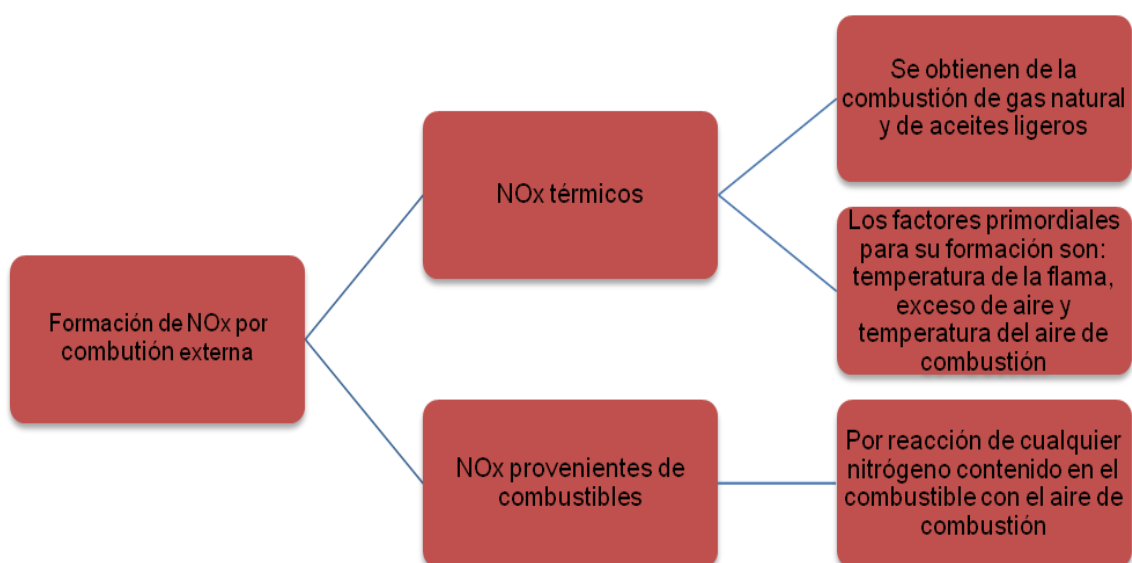 Formación de NOx por
combutión externa
NOx térmicos
Se obtienen de la
combustión de gas natural
y de aceites ligeros
Los factores primordiales
para su formación son:
temperatura de la flama,
exceso de aire y
temperatura del aire de
combustión
NOx provenientes de
combustibles
Por reacción de cualquier
nitrógeno contenido en el
combustible con el aire de
combustión